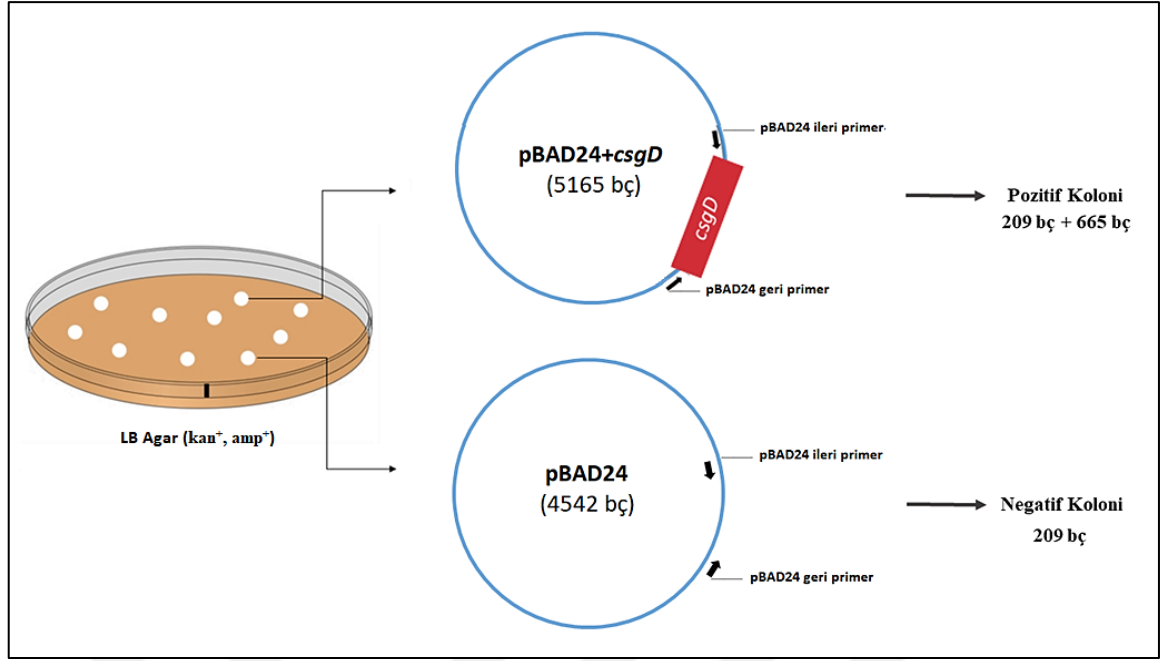 pBAD24+csgD
(5165 bç)
pBAD24 ileri primer
csgD
pBAD24 geri primer
Pozitif Koloni
209 bç + 665 bç
LB Agar (kan⁺, amp⁺)
pBAD24
(4542 bç)
pBAD24 ileri primer
pBAD24 geri primer
Negatif Koloni
209 bç